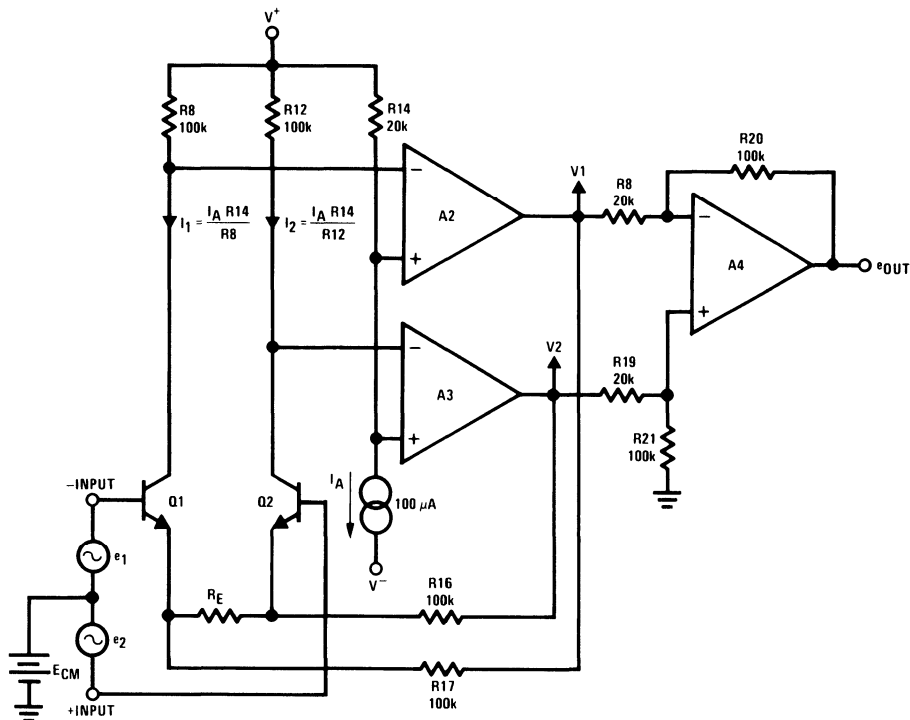 V+
R8
100k
R12
100k
R14
20k
I1 = IA R14
R8
I2 = IA R14
R12
−
A2
+
V1
R8
20k
R20
100k
−
A4
+
eOUT
−
A3
+
V2
R19
20k
R21
100k
IA
100 µA
V−
−INPUT
Q1
Q2
e1
e2
ECM
+INPUT
RE
R16
100k
R17
100k